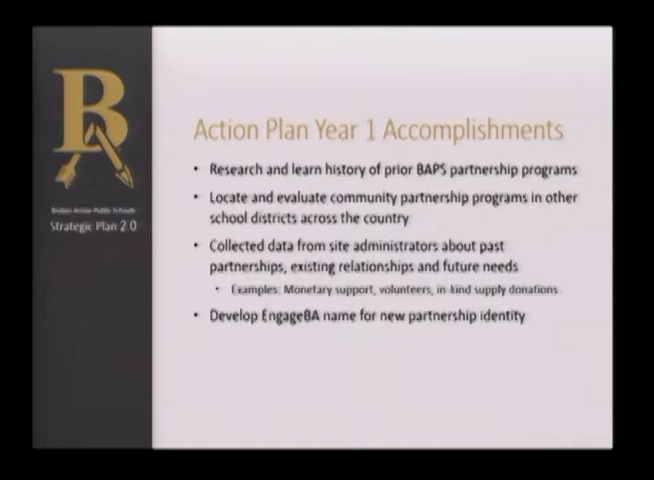 B
Broken Arrow Public Schools
Strategic Plan 2.0
Action Plan Year 1 Accomplishments
• Research and learn history of prior BAPS partnership programs
• Locate and evaluate community partnership programs in other
school districts across the country
• Collected data from site administrators about past
partnerships, existing relationships and future needs
• Examples: Monetary support, volunteers, in-kind supply donations
• Develop EngageBA name for new partnership identity